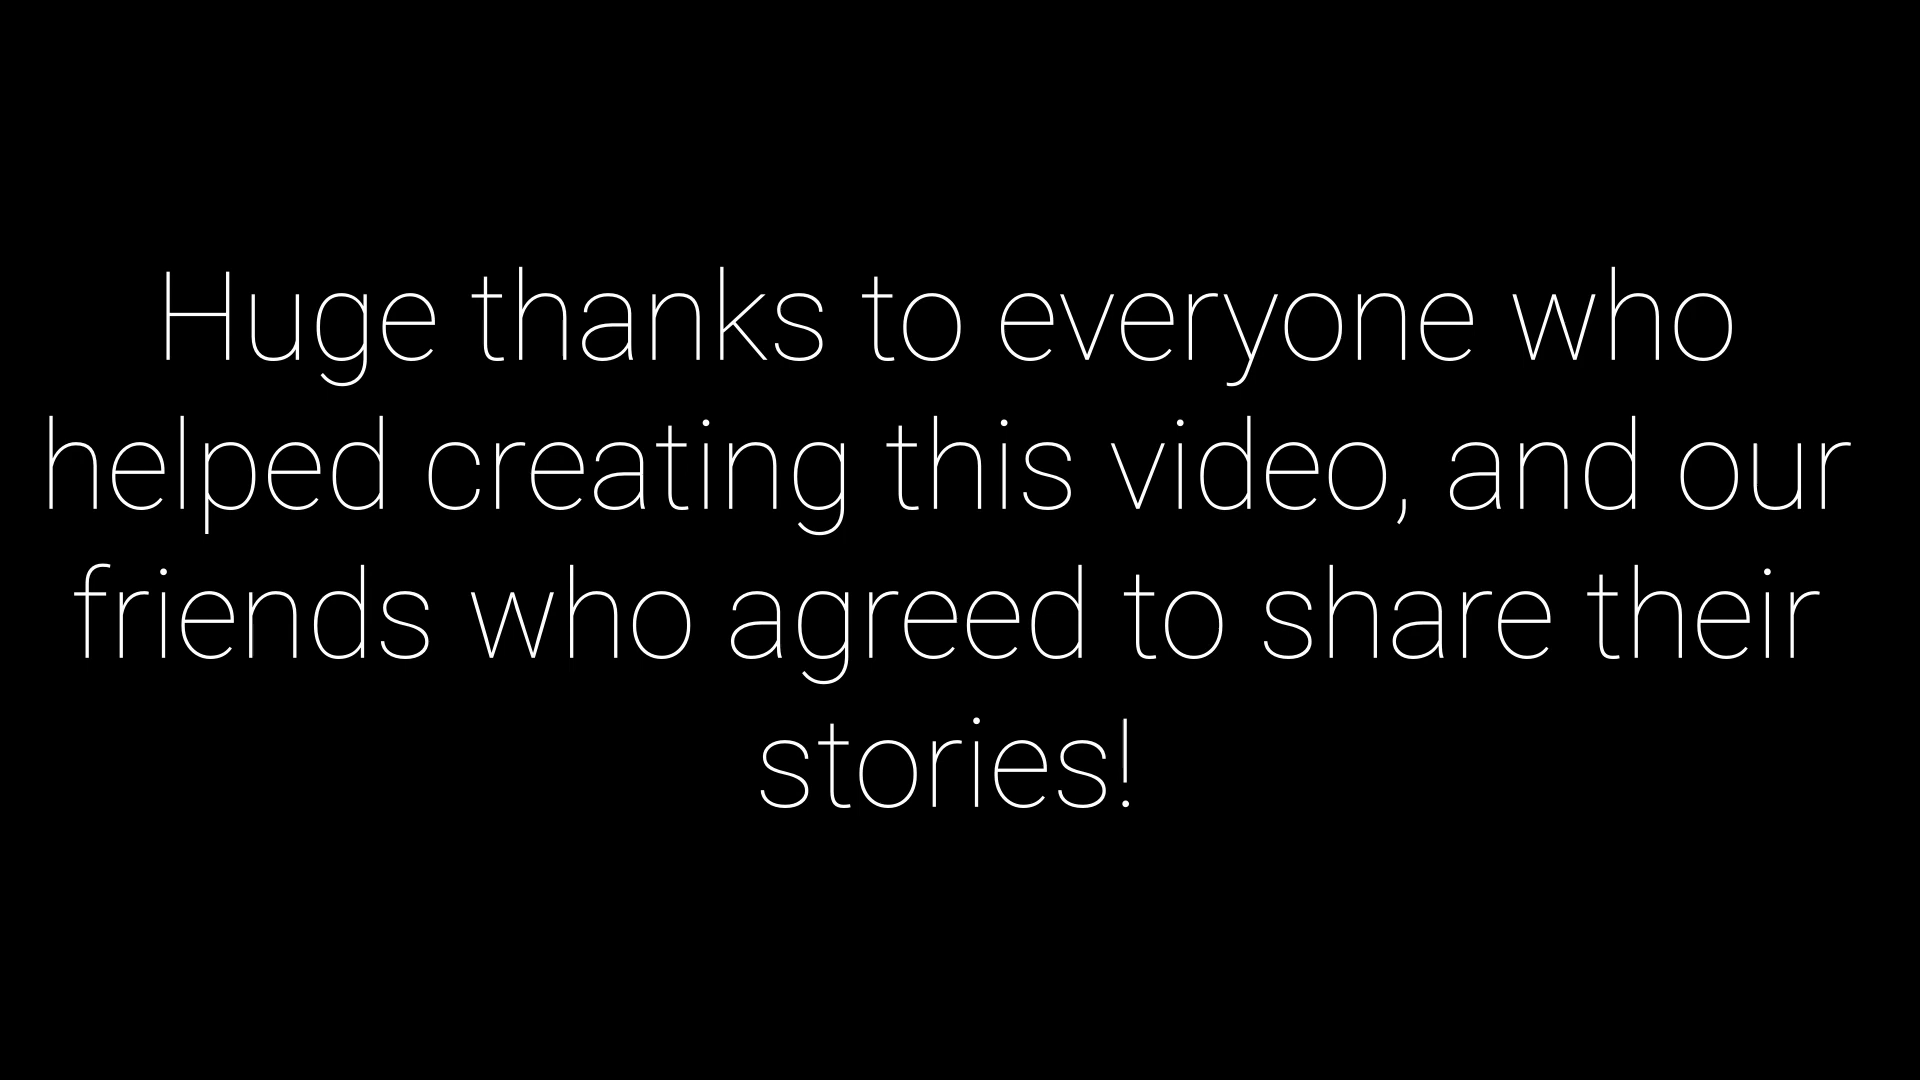 Huge thanks to everyone who
helped creating this video, and our
friends who agreed to share their
stories!